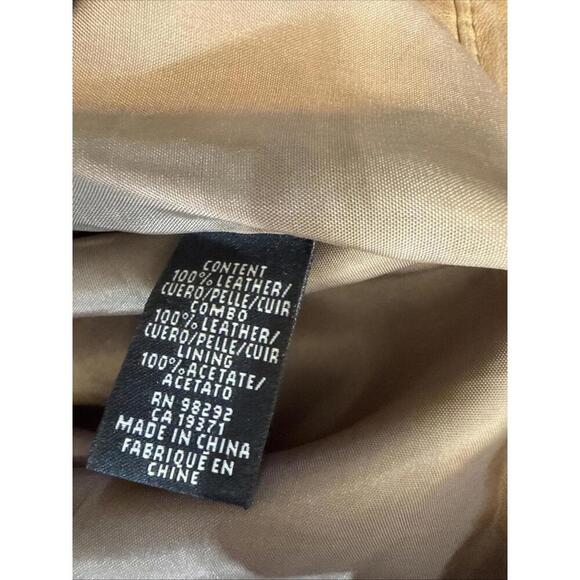 CONTENT
100% LEATHER/
CUERO/PELLE/CUIR
COMBO
100% LEATHER/
CUERO/PELLE/CUIR
LINING
100% ACETATE/
ACETATO
RN 98292
CA 19371
MADE IN CHINA
FABRIQUÉ EN
CHINE